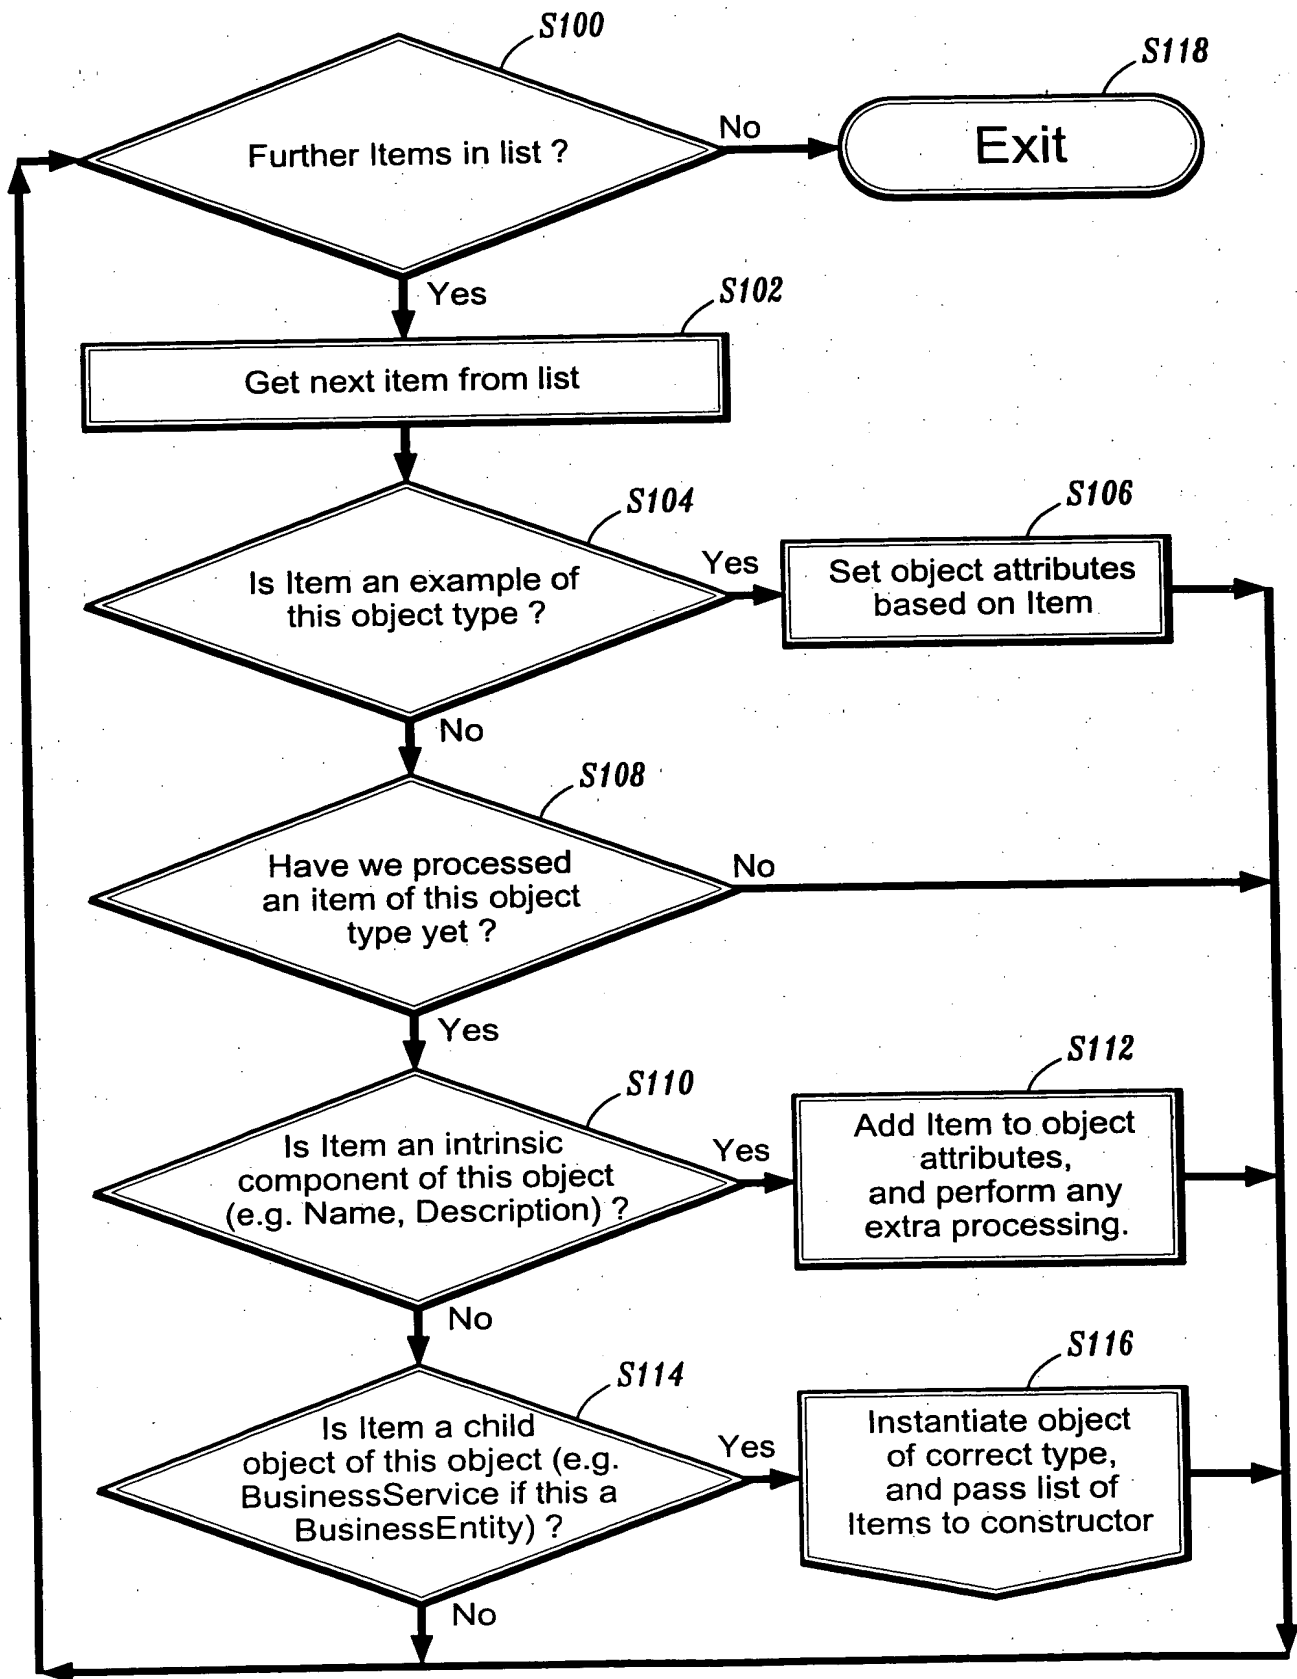 S100
S118
Further Items in list ?
No
Exit
Yes
S102
Get next item from list
S104
S106
Is Item an example of
this object type ?
Yes
Set object attributes
based on Item
No
S108
Have we processed
an item of this object
type yet ?
No
Yes
S110
S112
Is Item an intrinsic
component of this object
(e.g. Name, Description) ?
Yes
Add Item to object
attributes,
and perform any
extra processing.
No
S114
S116
Is Item a child
object of this object (e.g.
BusinessService if this a
BusinessEntity) ?
Yes
Instantiate object
of correct type,
and pass list of
Items to constructor
No